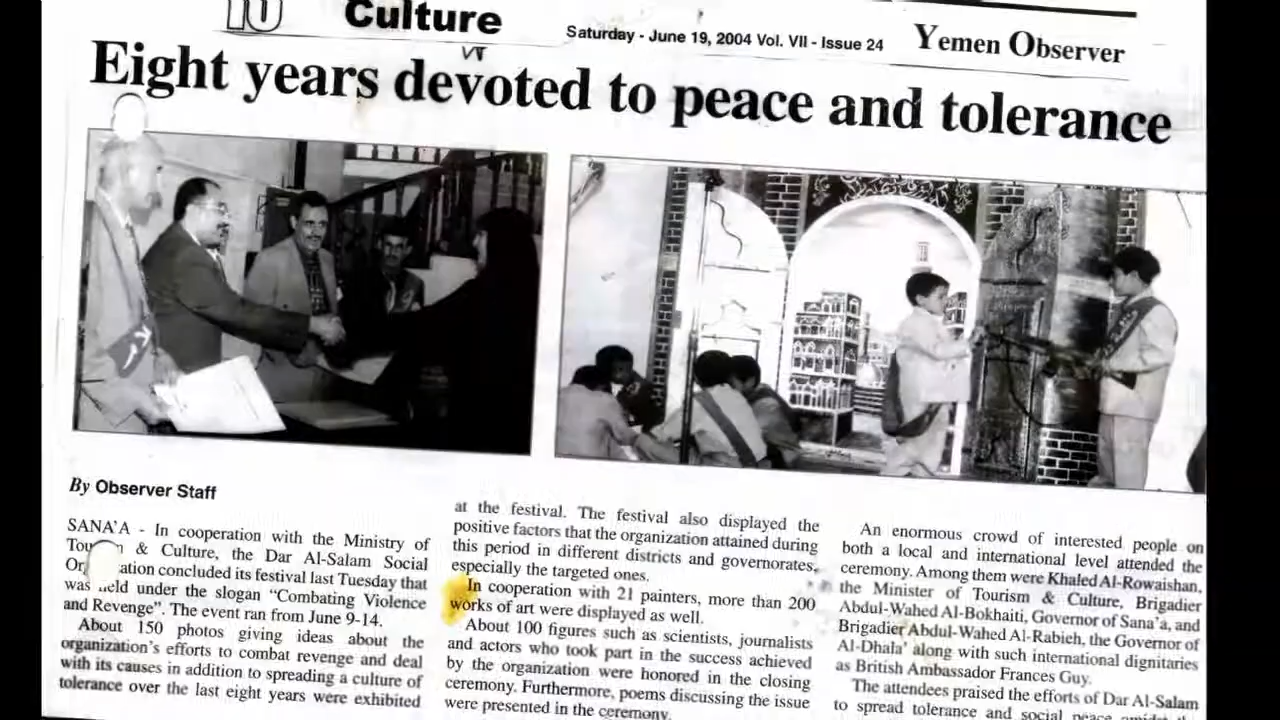 10 Culture Saturday - June 19, 2004 Vol. VII - Issue 24 Yemen Observer
Eight years devoted to peace and tolerance
By Observer Staff
SANA'A - In cooperation with the Ministry of
& Culture, the Dar Al-Salam Social
concluded its festival last Tuesday that
was held under the slogan “Combating Violence
and Revenge”. The event ran from June 9-14.
About 150 photos giving ideas about the
organization's efforts to combat revenge and deal
with its causes in addition to spreading a culture of
tolerance over the last eight years were exhibited
at the festival. The festival also displayed the
positive factors that the organization attained during
this period in different districts and governorates,
especially the targeted ones.
In cooperation with 21 painters, more than 200
works of art were displayed as well.
About 100 figures such as scientists, journalists
and actors who took part in the success achieved
by the organization were honored in the closing
ceremony. Furthermore, poems discussing the issue
were presented in the ceremony.
An enormous crowd of interested people on
both a local and international level attended the
ceremony. Among them were Khaled Al-Rowaishan,
the Minister of Tourism & Culture, Brigadier
Abdul-Wahed Al-Bokhaiti, Governor of Sana'a, and
Brigadier Abdul-Wahed Al-Rabieh, the Governor of
Al-Dhala' along with such international dignitaries
as British Ambassador Frances Guy.
The attendees praised the efforts of Dar Al-Salam
to spread tolerance and social peace amidst